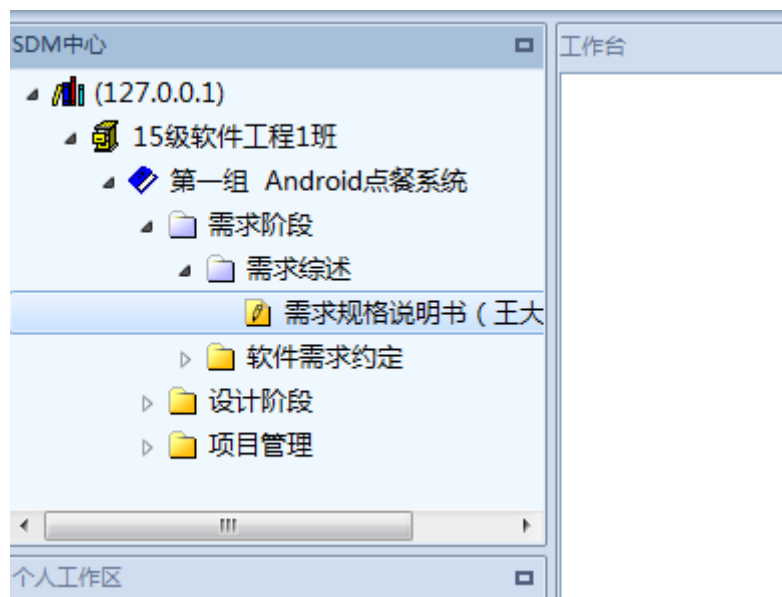 SDM中心
工作台
(127.0.0.1)
15级软件工程1班
第一组 Android点餐系统
需求阶段
需求综述
需求规格说明书（王大
软件需求约定
设计阶段
项目管理
个人工作区